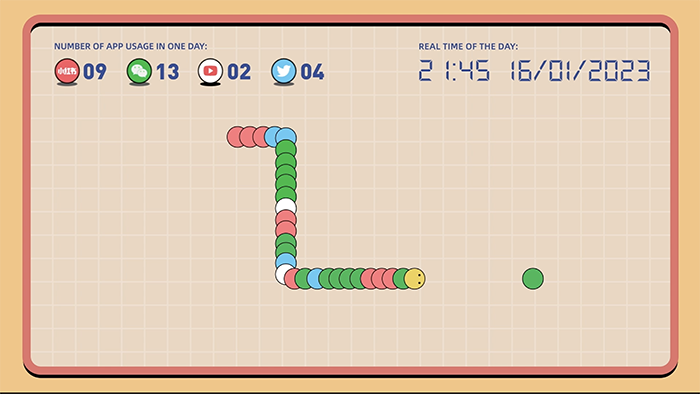 NUMBER OF APP USAGE IN ONE DAY:
小红书 09 13 02 04
REAL TIME OF THE DAY:
21:45 16/01/2023